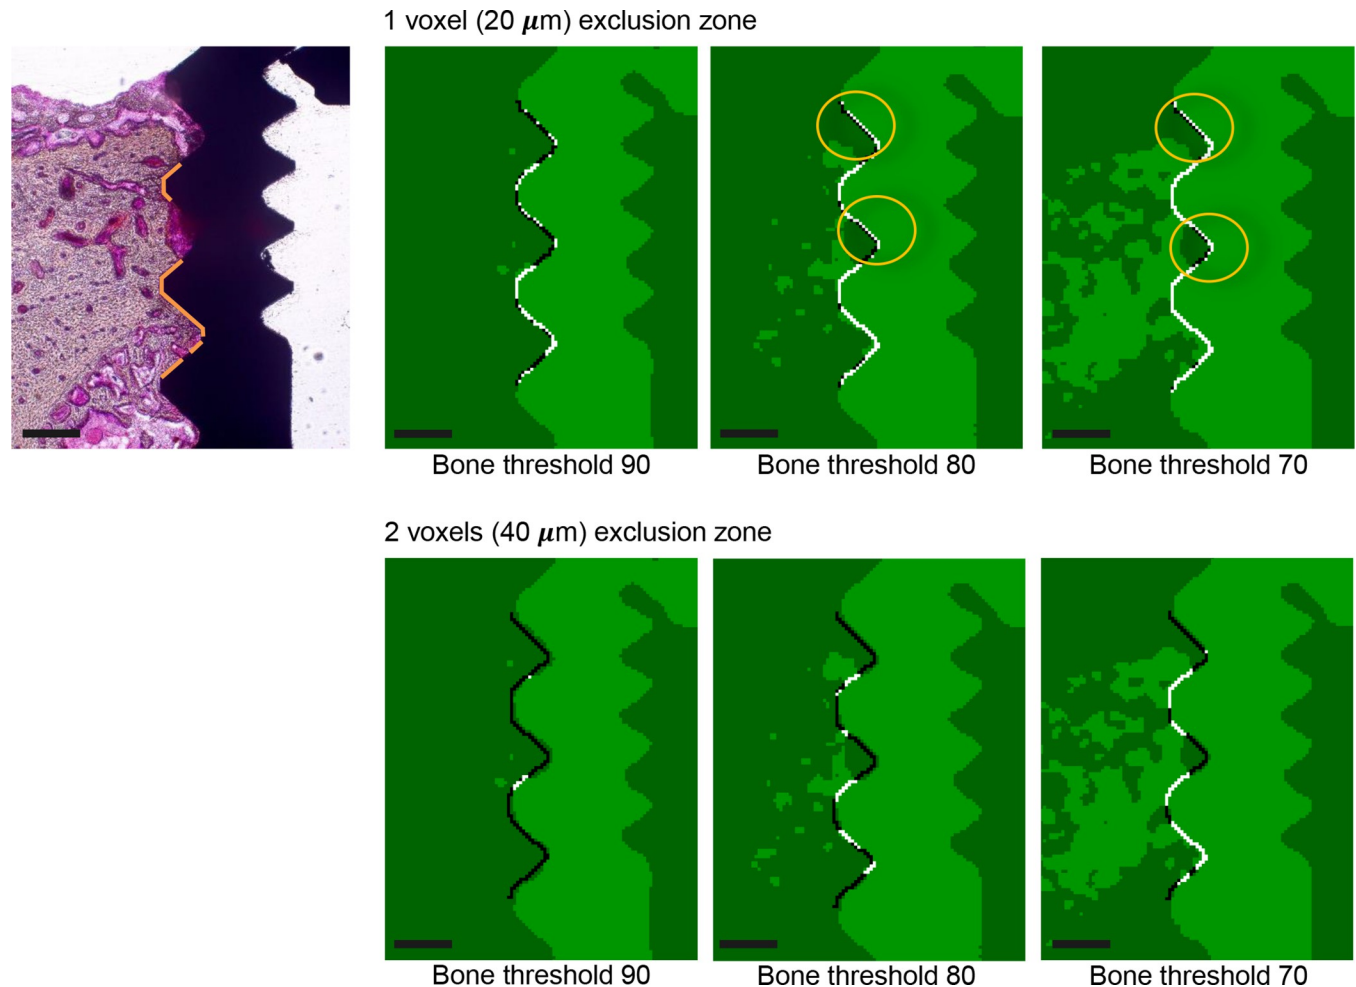 1 voxel (20 𝝁m) exclusion zone
Bone threshold 90
Bone threshold 80
Bone threshold 70
2 voxels (40 𝝁m) exclusion zone
Bone threshold 90
Bone threshold 80
Bone threshold 70